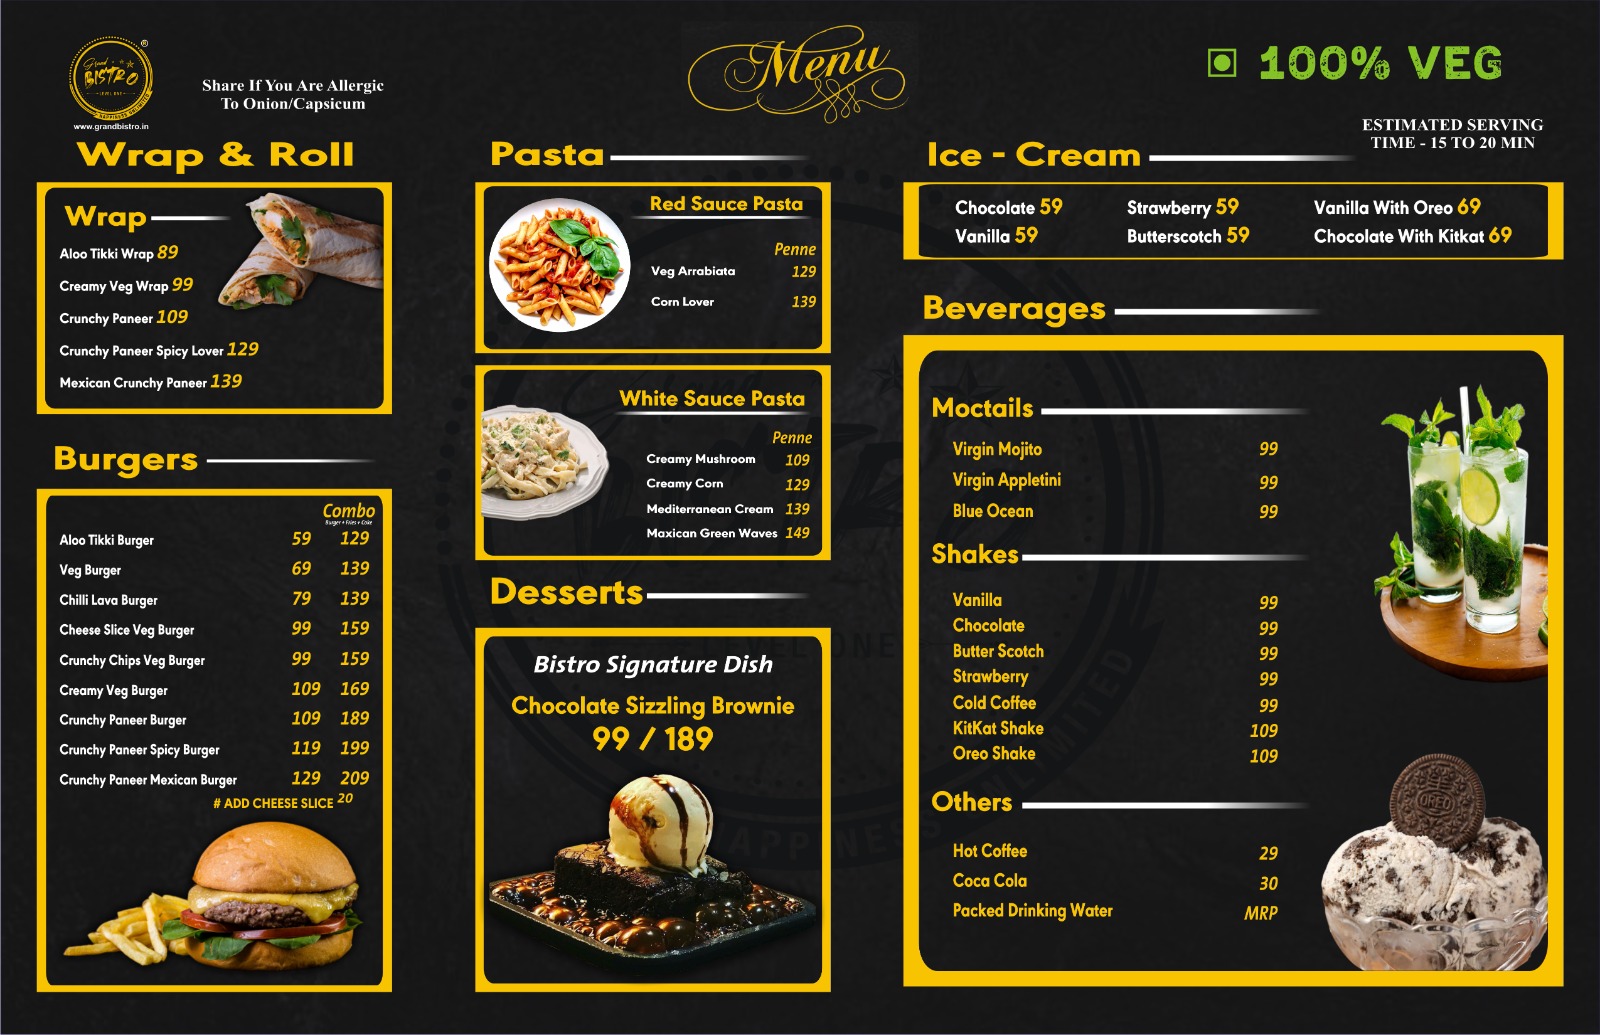 Grand
BISTRO
LEVEL ONE
HAPPINESS UNLIMITED
®
www.grandbistro.in
Share If You Are Allergic
To Onion/Capsicum
Menu
100% VEG
ESTIMATED SERVING
TIME - 15 TO 20 MIN
Wrap & Roll
Wrap
Aloo Tikki Wrap 89
Creamy Veg Wrap 99
Crunchy Paneer 109
Crunchy Paneer Spicy Lover 129
Mexican Crunchy Paneer 139
Burgers
Combo
Burger + Fries + Coke
Aloo Tikki Burger 59 129
Veg Burger 69 139
Chilli Lava Burger 79 139
Cheese Slice Veg Burger 99 159
Crunchy Chips Veg Burger 99 159
Creamy Veg Burger 109 169
Crunchy Paneer Burger 109 189
Crunchy Paneer Spicy Burger 119 199
Crunchy Paneer Mexican Burger 129 209
# ADD CHEESE SLICE 20
Pasta
Red Sauce Pasta
Penne
Veg Arrabiata 129
Corn Lover 139
White Sauce Pasta
Penne
Creamy Mushroom 109
Creamy Corn 129
Mediterranean Cream 139
Maxican Green Waves 149
Desserts
Bistro Signature Dish
Chocolate Sizzling Brownie
99 / 189
Ice - Cream
Chocolate 59 Strawberry 59 Vanilla With Oreo 69
Vanilla 59 Butterscotch 59 Chocolate With Kitkat 69
Beverages
Moctails
Virgin Mojito 99
Virgin Appletini 99
Blue Ocean 99
Shakes
Vanilla 99
Chocolate 99
Butter Scotch 99
Strawberry 99
Cold Coffee 99
KitKat Shake 109
Oreo Shake 109
Others
Hot Coffee 29
Coca Cola 30
Packed Drinking Water MRP
OREO